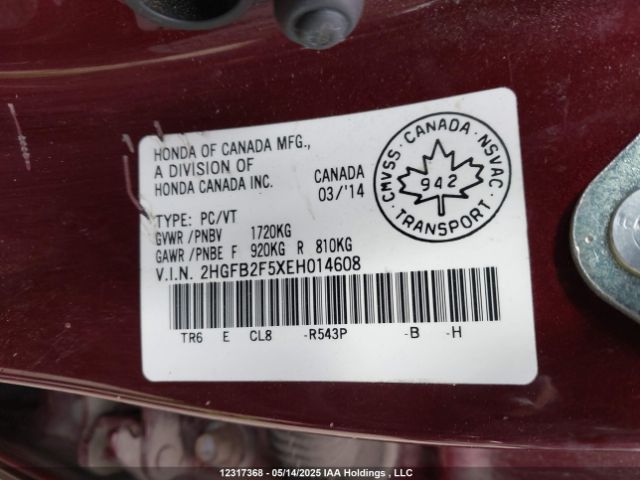 HONDA OF CANADA MFG.,
A DIVISION OF
HONDA CANADA INC.
CANADA
03/'14
TYPE: PC/VT
GVWR /PNBV 1720KG
GAWR /PNBE F 920KG R 810KG
V.I.N. 2HGFB2F5XEH014608
TR6 E CL8 -R543P -B -H
CMVSS · CANADA · NSVAC
942
· TRANSPORT ·
12317368 - 05/14/2025 IAA Holdings , LLC